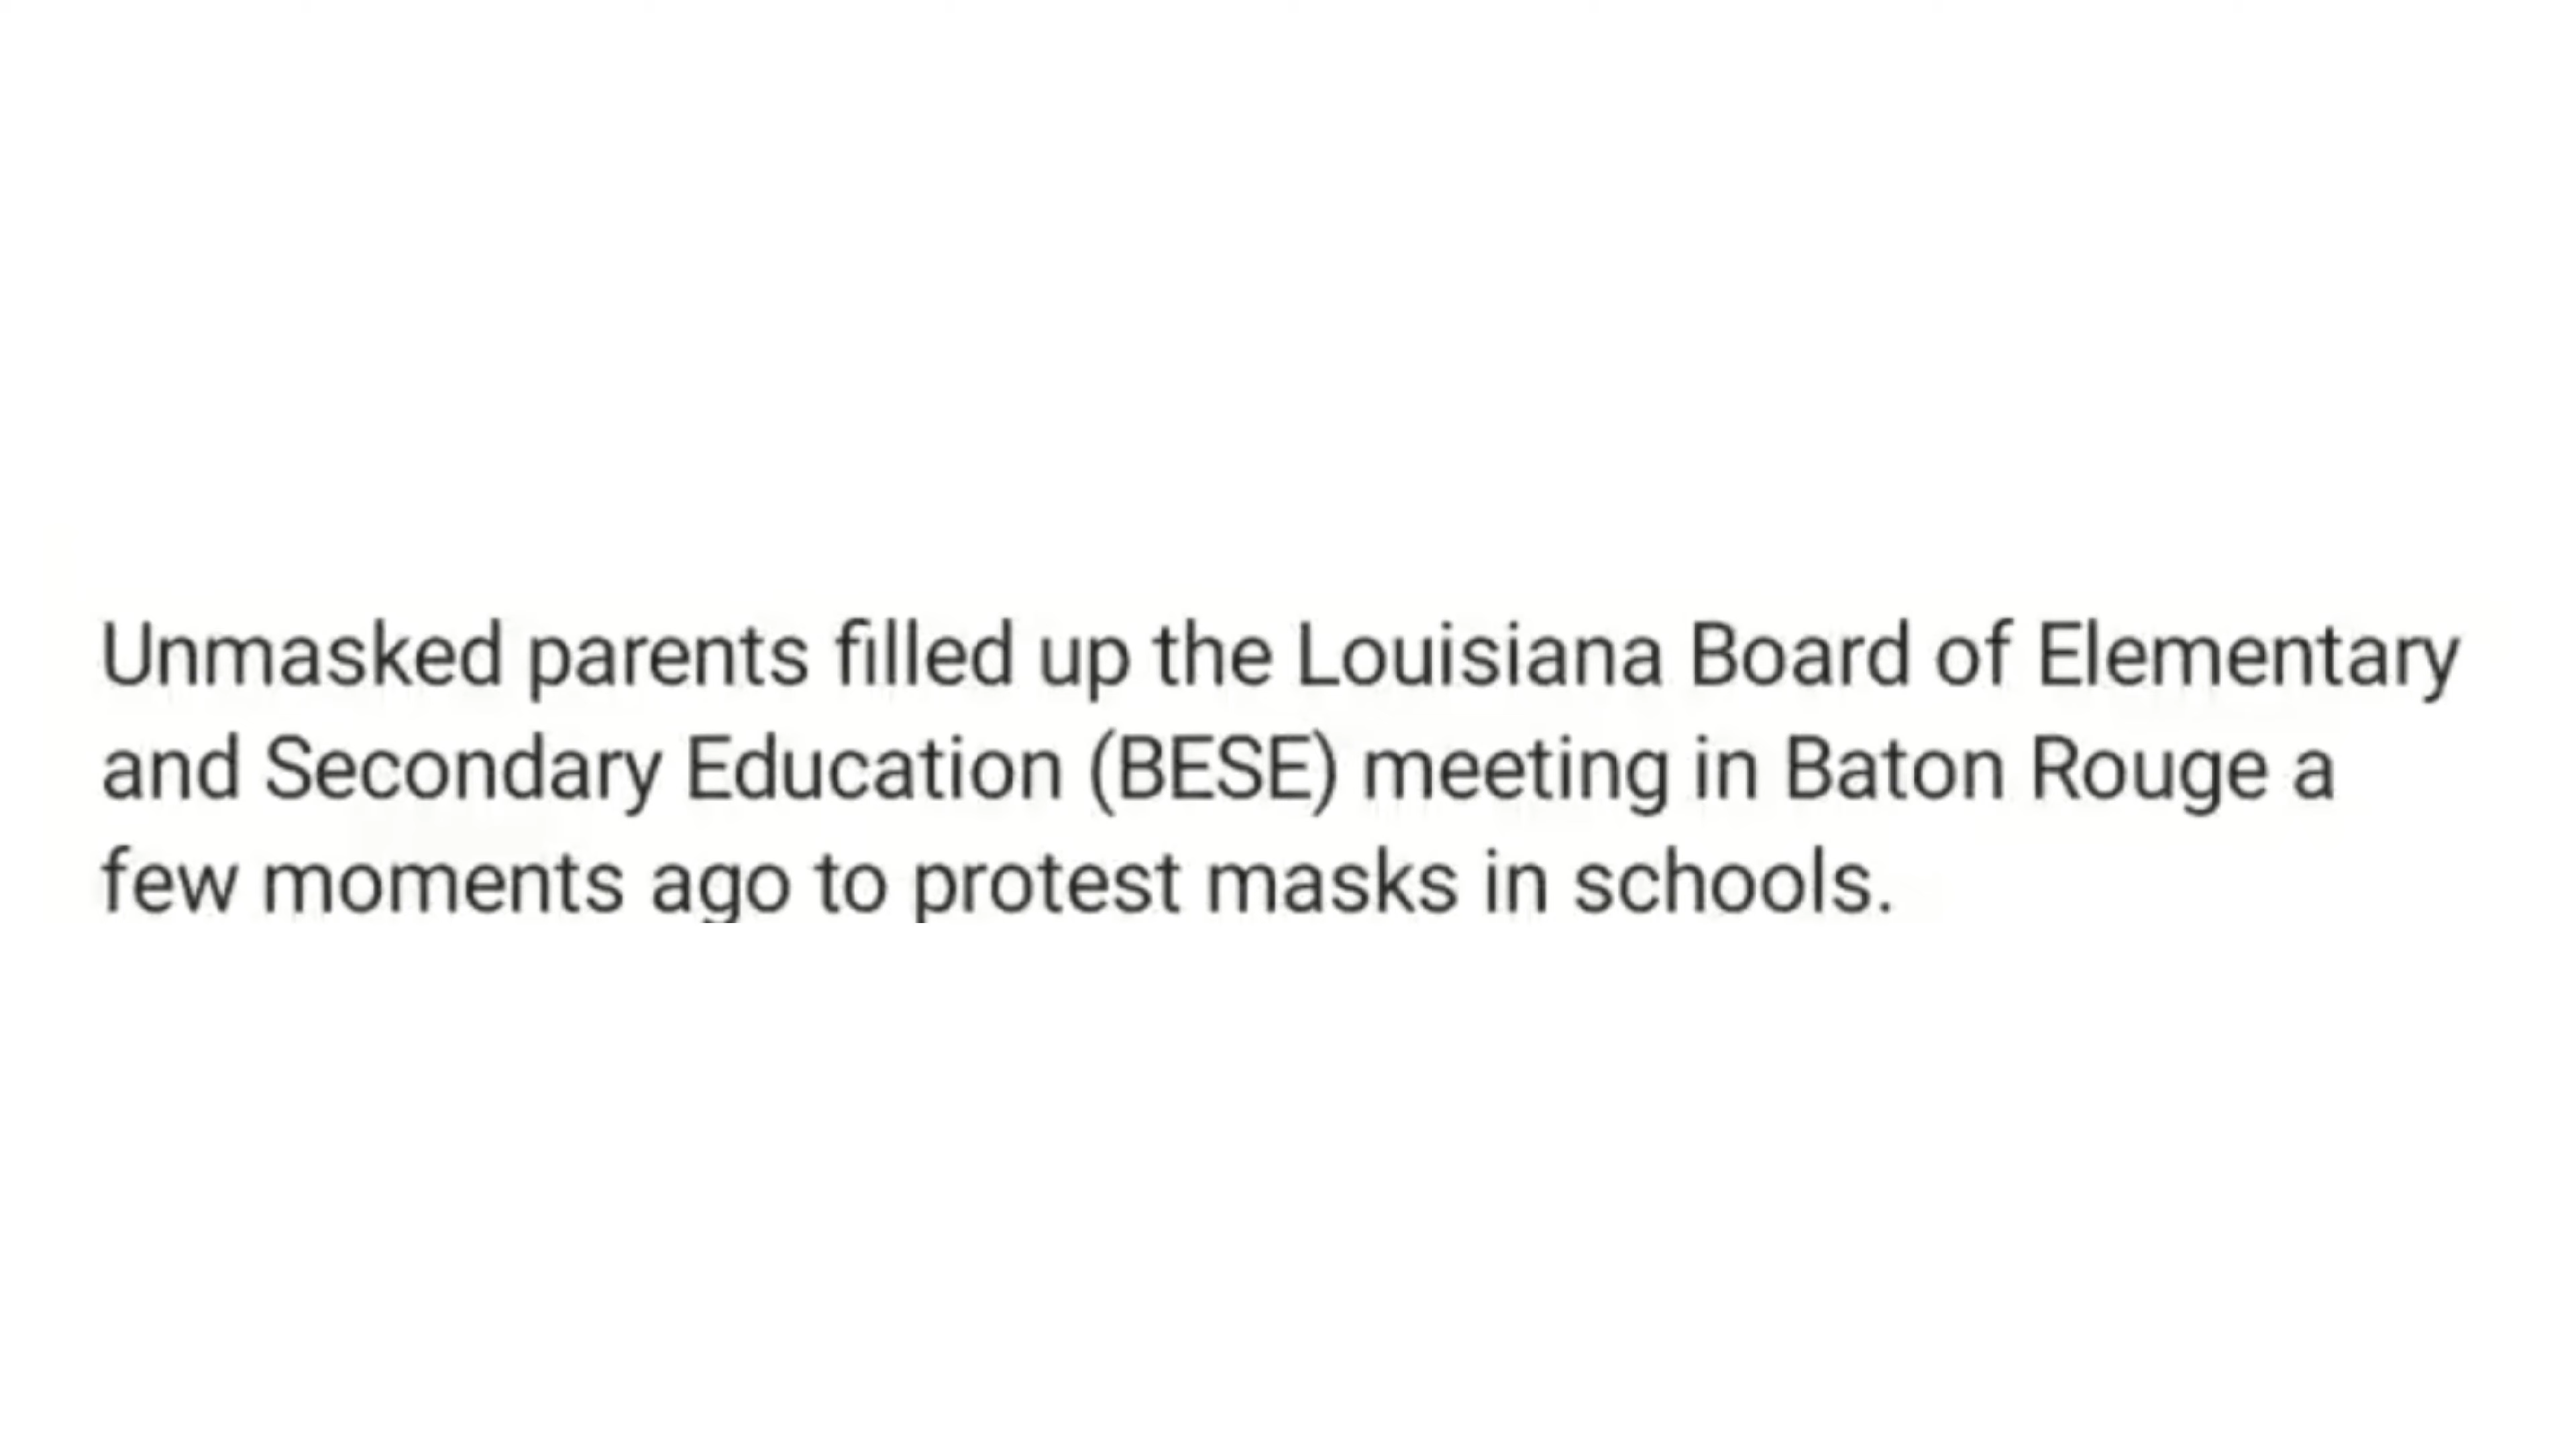 Unmasked parents filled up the Louisiana Board of Elementary
and Secondary Education (BESE) meeting in Baton Rouge a
few moments ago to protest masks in schools.